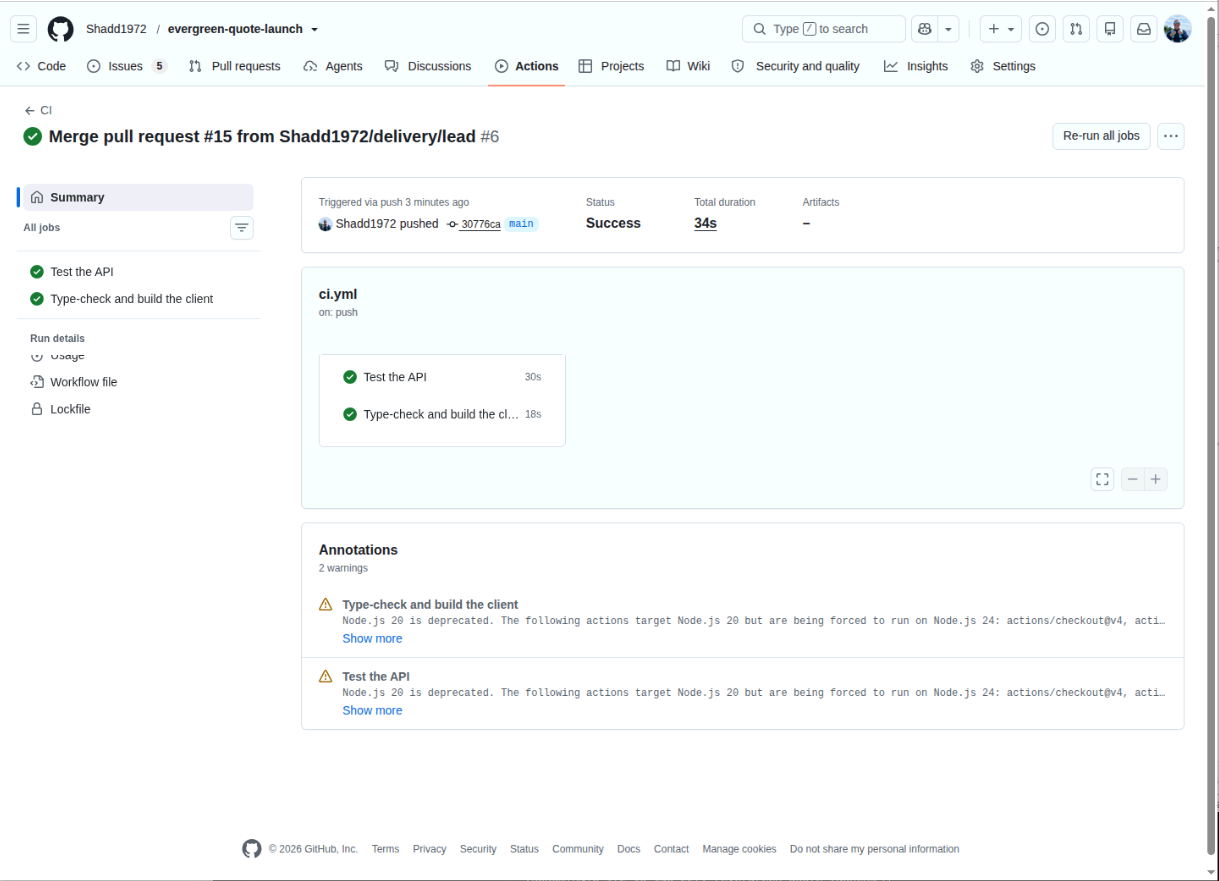 Shadd1972 / evergreen-quote-launch
Type / to search
Code Issues 5 Pull requests Agents Discussions Actions Projects Wiki Security and quality Insights Settings
← CI
Merge pull request #15 from Shadd1972/delivery/lead #6
Re-run all jobs
Summary
All jobs
Test the API
Type-check and build the client
Run details
Usage
Workflow file
Lockfile
Triggered via push 3 minutes ago
Shadd1972 pushed 30776ca main
Status
Success
Total duration
34s
Artifacts
–
ci.yml
on: push
Test the API 30s
Type-check and build the cl… 18s
Annotations
2 warnings
Type-check and build the client
Node.js 20 is deprecated. The following actions target Node.js 20 but are being forced to run on Node.js 24: actions/checkout@v4, acti…
Show more
Test the API
Node.js 20 is deprecated. The following actions target Node.js 20 but are being forced to run on Node.js 24: actions/checkout@v4, acti…
Show more
© 2026 GitHub, Inc. Terms Privacy Security Status Community Docs Contact Manage cookies Do not share my personal information